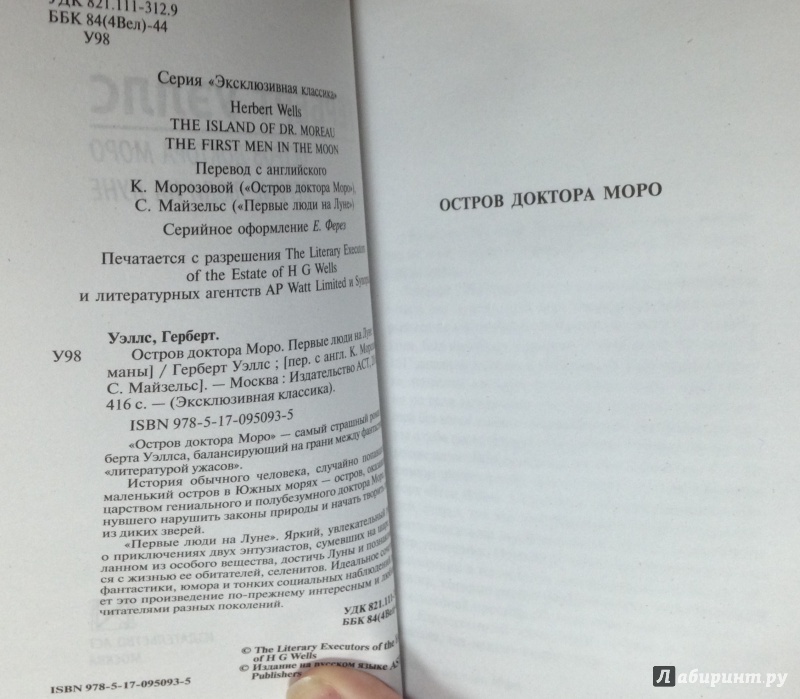 УДК 821.111-312.9
ББК 84(4Вел)-44
У98
Серия «Эксклюзивная классика»
Herbert Wells
THE ISLAND OF DR. MOREAU
THE FIRST MEN IN THE MOON
Перевод с английского
К. Морозовой («Остров доктора Моро»),
С. Майзельс («Первые люди на Луне»)
Серийное оформление Е. Ферез
Печатается с разрешения The Literary Executors
of the Estate of H G Wells
и литературных агентств AP Watt Limited и
Уэллс, Герберт.
У98
Остров доктора Моро. Первые люди на Луне
маны] / Герберт Уэллс ; [пер. с англ. К.
С. Майзельс]. — Москва : Издательство АСТ,
416 с. — (Эксклюзивная классика).
ISBN 978-5-17-095093-5
«Остров доктора Моро» — самый страшный
берта Уэллса, балансирующий на грани между
«литературой ужасов».
История обычного человека, случайно
маленький остров в Южных морях — остров,
царством гениального и полубезумного доктора
нувшего нарушить законы природы и начать творить
из диких зверей.
«Первые люди на Луне». Яркий, увлекательный
о приключениях двух энтузиастов, сумевших на
ланном из особого вещества, достичь Луны и
ся с жизнью ее обитателей, селенитов. Идеальное
фантастики, юмора и тонких социальных наблюдений
ет это произведение по-прежнему интересным и
читателями разных поколений.
УДК 821.111-
ББК 84(4Вел)-
© The Literary Executors of the
of H G Wells
© Издание на русском языке AS
Publishers
ISBN 978-5-17-095093-5
ОСТРОВ ДОКТОРА МОРО
Лабиринт.ру